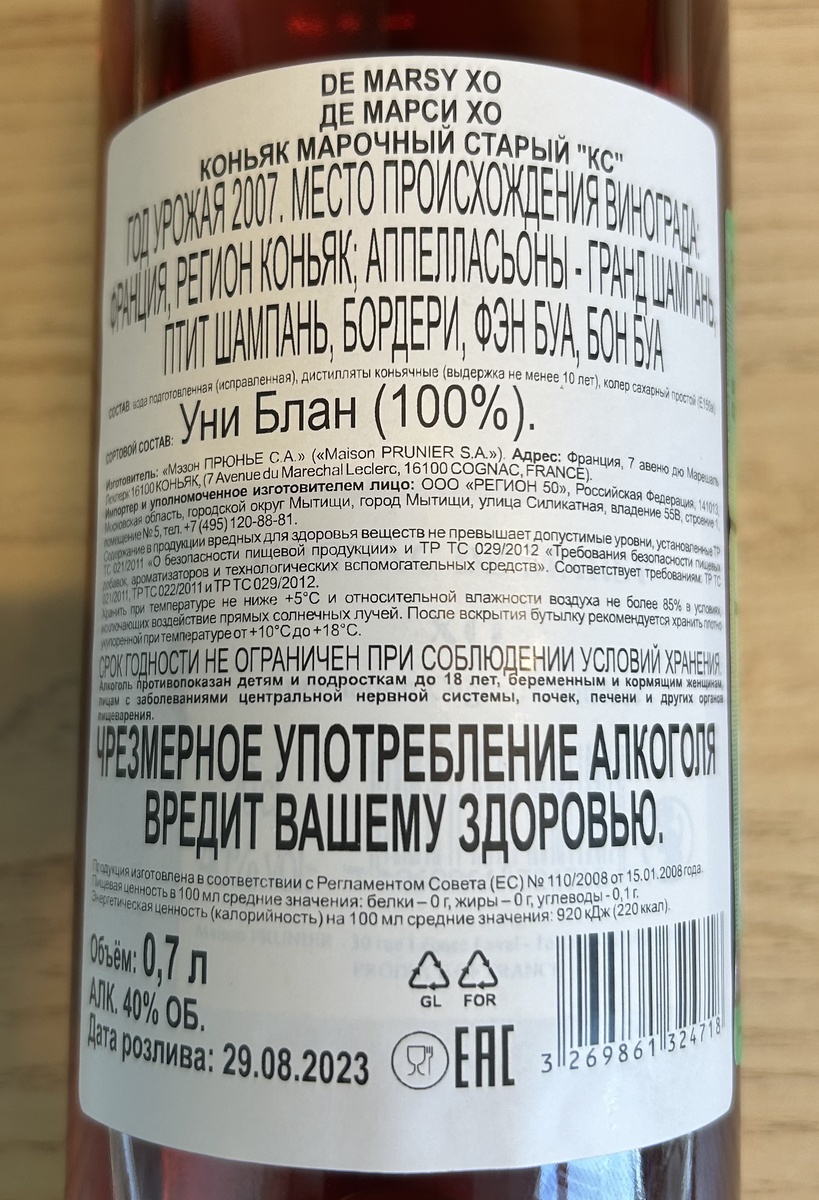 DE MARSY XO
ДЕ МАРСИ ХО
КОНЬЯК МАРОЧНЫЙ СТАРЫЙ "КС"
ГОД УРОЖАЯ 2007. МЕСТО ПРОИСХОЖДЕНИЯ ВИНОГРАДА:
ФРАНЦИЯ, РЕГИОН КОНЬЯК; АППЕЛЛАСЬОНЫ - ГРАНД ШАМПАНЬ,
ПТИТ ШАМПАНЬ, БОРДЕРИ, ФЭН БУА, БОН БУА
СОСТАВ: вода подготовленная (исправленная), дистилляты коньячные (выдержка не менее 10 лет), колер сахарный простой (Е150а)
СОРТОВОЙ СОСТАВ: Уни Блан (100%).
Изготовитель: «Мэзон ПРЮНЬЕ С.А.» («Maison PRUNIER S.A.»). Адрес: Франция, 7 авеню дю Марешаль
Леклерк 16100 КОНЬЯК, (7 Avenue du Marechal Leclerc, 16100 COGNAC, FRANCE).
Импортер и уполномоченное изготовителем лицо: ООО «РЕГИОН 50», Российская Федерация, 141013,
Московская область, городской округ Мытищи, город Мытищи, улица Силикатная, владение 55В, строение 1,
помещение № 5, тел. +7 (495) 120-88-81.
Содержание в продукции вредных для здоровья веществ не превышает допустимые уровни, установленные ТР
ТС 021/2011 «О безопасности пищевой продукции» и ТР ТС 029/2012 «Требования безопасности пищевых
добавок, ароматизаторов и технологических вспомогательных средств». Соответствует требованиям: ТР ТС
021/2011, ТР ТС 022/2011 и ТР ТС 029/2012.
Хранить при температуре не ниже +5°С и относительной влажности воздуха не более 85% в условиях,
исключающих воздействие прямых солнечных лучей. После вскрытия бутылку рекомендуется хранить плотно
укупоренной при температуре от +10°С до +18°С.
СРОК ГОДНОСТИ НЕ ОГРАНИЧЕН ПРИ СОБЛЮДЕНИИ УСЛОВИЙ ХРАНЕНИЯ.
Алкоголь противопоказан детям и подросткам до 18 лет, беременным и кормящим женщинам,
лицам с заболеваниями центральной нервной системы, почек, печени и других органов
пищеварения.
ЧРЕЗМЕРНОЕ УПОТРЕБЛЕНИЕ АЛКОГОЛЯ
ВРЕДИТ ВАШЕМУ ЗДОРОВЬЮ.
Продукция изготовлена в соответствии с Регламентом Совета (ЕС) № 110/2008 от 15.01.2008 года.
Пищевая ценность в 100 мл средние значения: белки – 0 г, жиры – 0 г, углеводы - 0,1 г.
Энергетическая ценность (калорийность) на 100 мл средние значения: 920 кДж (220 ккал).
Объём: 0,7 л
АЛК. 40% ОБ.
Дата розлива: 29.08.2023
GL FOR
EAC
3 269861 324718